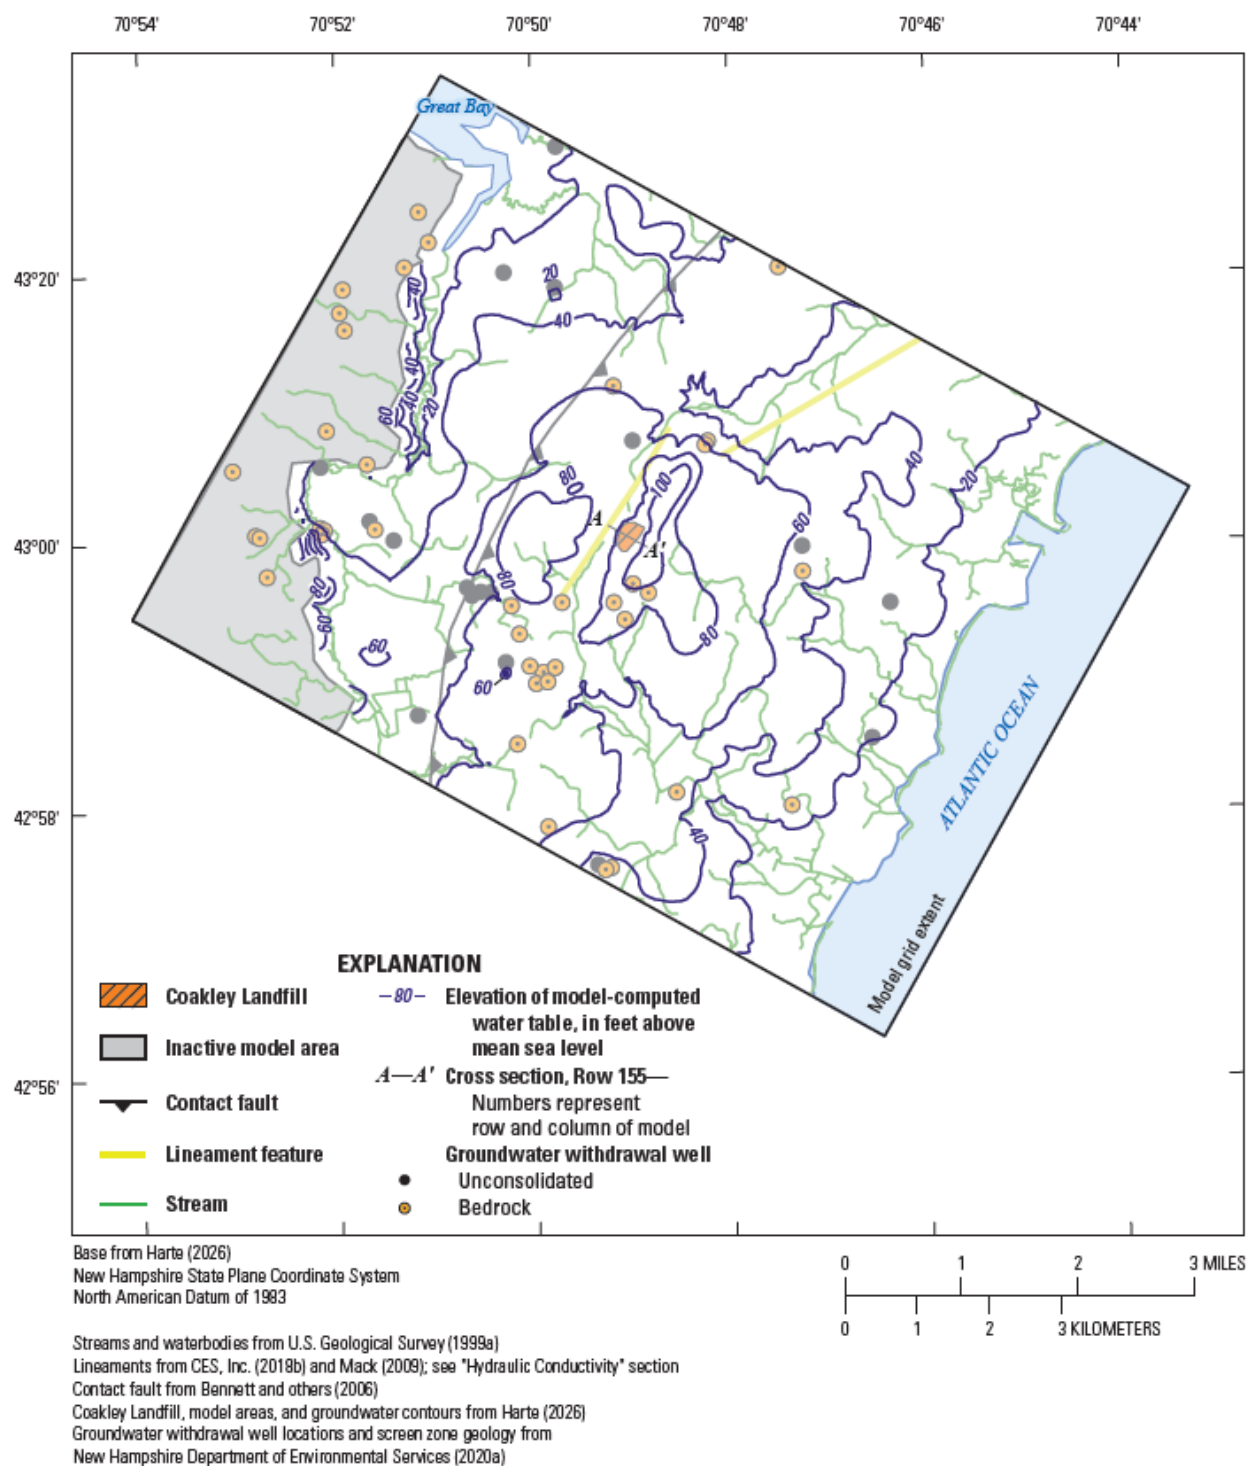 70°54'
70°52'
70°50'
70°48'
70°46'
70°44'
43°20'
43°00'
42°58'
42°56'
Great Bay
20
40
40
40
40
20
60
80
100
80
60
40
20
A
A'
80
80
60
60
60
80
40
ATLANTIC OCEAN
Model grid extent
EXPLANATION
Coakley Landfill
Inactive model area
Contact fault
Lineament feature
Stream
–80– Elevation of model-computed
water table, in feet above
mean sea level
A—A' Cross section, Row 155—
Numbers represent
row and column of model
Groundwater withdrawal well
Unconsolidated
Bedrock
Base from Harte (2026)
New Hampshire State Plane Coordinate System
North American Datum of 1983
0 1 2 3 MILES
0 1 2 3 KILOMETERS
Streams and waterbodies from U.S. Geological Survey (1999a)
Lineaments from CES, Inc. (2018b) and Mack (2009); see "Hydraulic Conductivity" section
Contact fault from Bennett and others (2006)
Coakley Landfill, model areas, and groundwater contours from Harte (2026)
Groundwater withdrawal well locations and screen zone geology from
New Hampshire Department of Environmental Services (2020a)